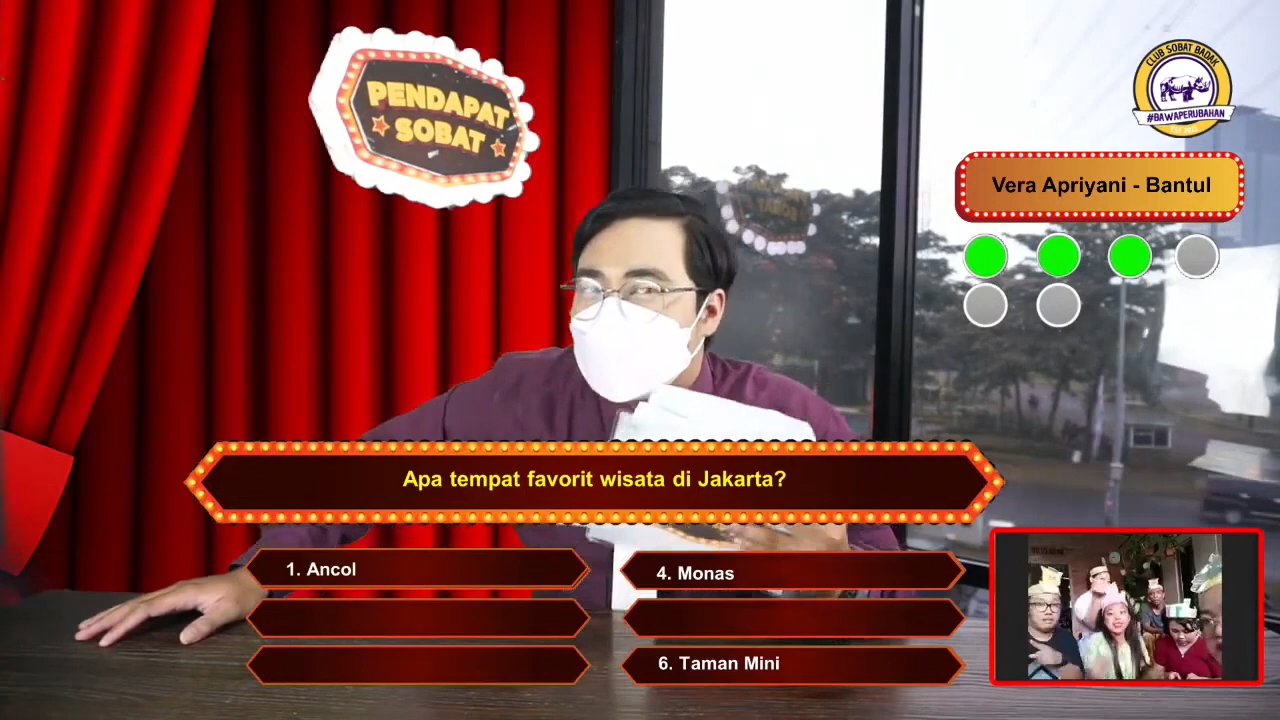 PENDAPAT
SOBAT
CLUB SOBAT BADAK
#BAWAPERUBAHAN
Vera Apriyani - Bantul
Apa tempat favorit wisata di Jakarta?
1. Ancol
4. Monas
6. Taman Mini